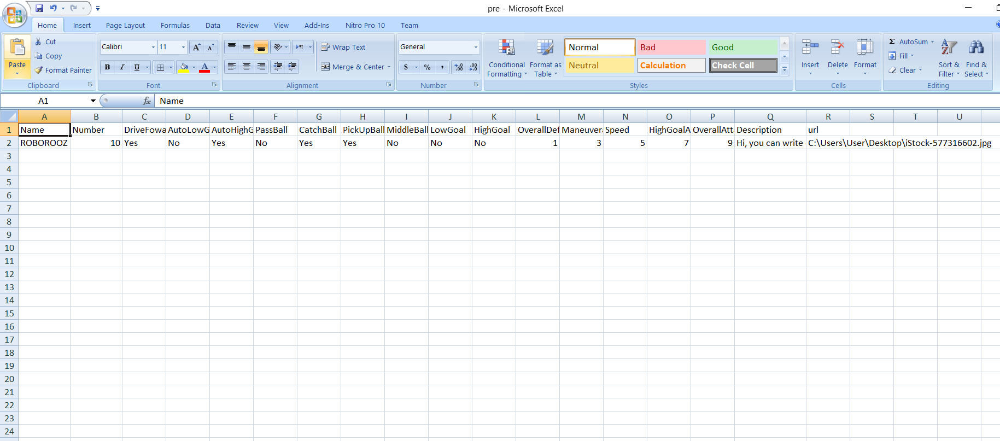 pre - Microsoft Excel
Home Insert Page Layout Formulas Data Review View Add-Ins Nitro Pro 10 Team
Paste
Cut
Copy
Format Painter
Clipboard
Calibri 11
B I U
Font
Wrap Text
Merge & Center
Alignment
General
$ % ,
Number
Conditional Formatting
Format as Table
Normal Bad Good
Neutral Calculation Check Cell
Styles
Insert Delete Format
Cells
Σ AutoSum
Fill
Clear
Sort & Filter
Find & Select
Editing
A1 fx Name
A B C D E F G H I J K L M N O P Q R S T U
1 Name Number DriveFowa AutoLowG AutoHighG PassBall CatchBall PickUpBall MiddleBall LowGoal HighGoal OverallDef Maneuvera Speed HighGoalA OverallAtta Description url
2 ROBOROOZ 10 Yes No Yes No Yes Yes No No No 1 3 5 7 9 Hi, you can write C:\Users\User\Desktop\iStock-577316602.jpg
3
4
5
6
7
8
9
10
11
12
13
14
15
16
17
18
19
20
21
22
23
24